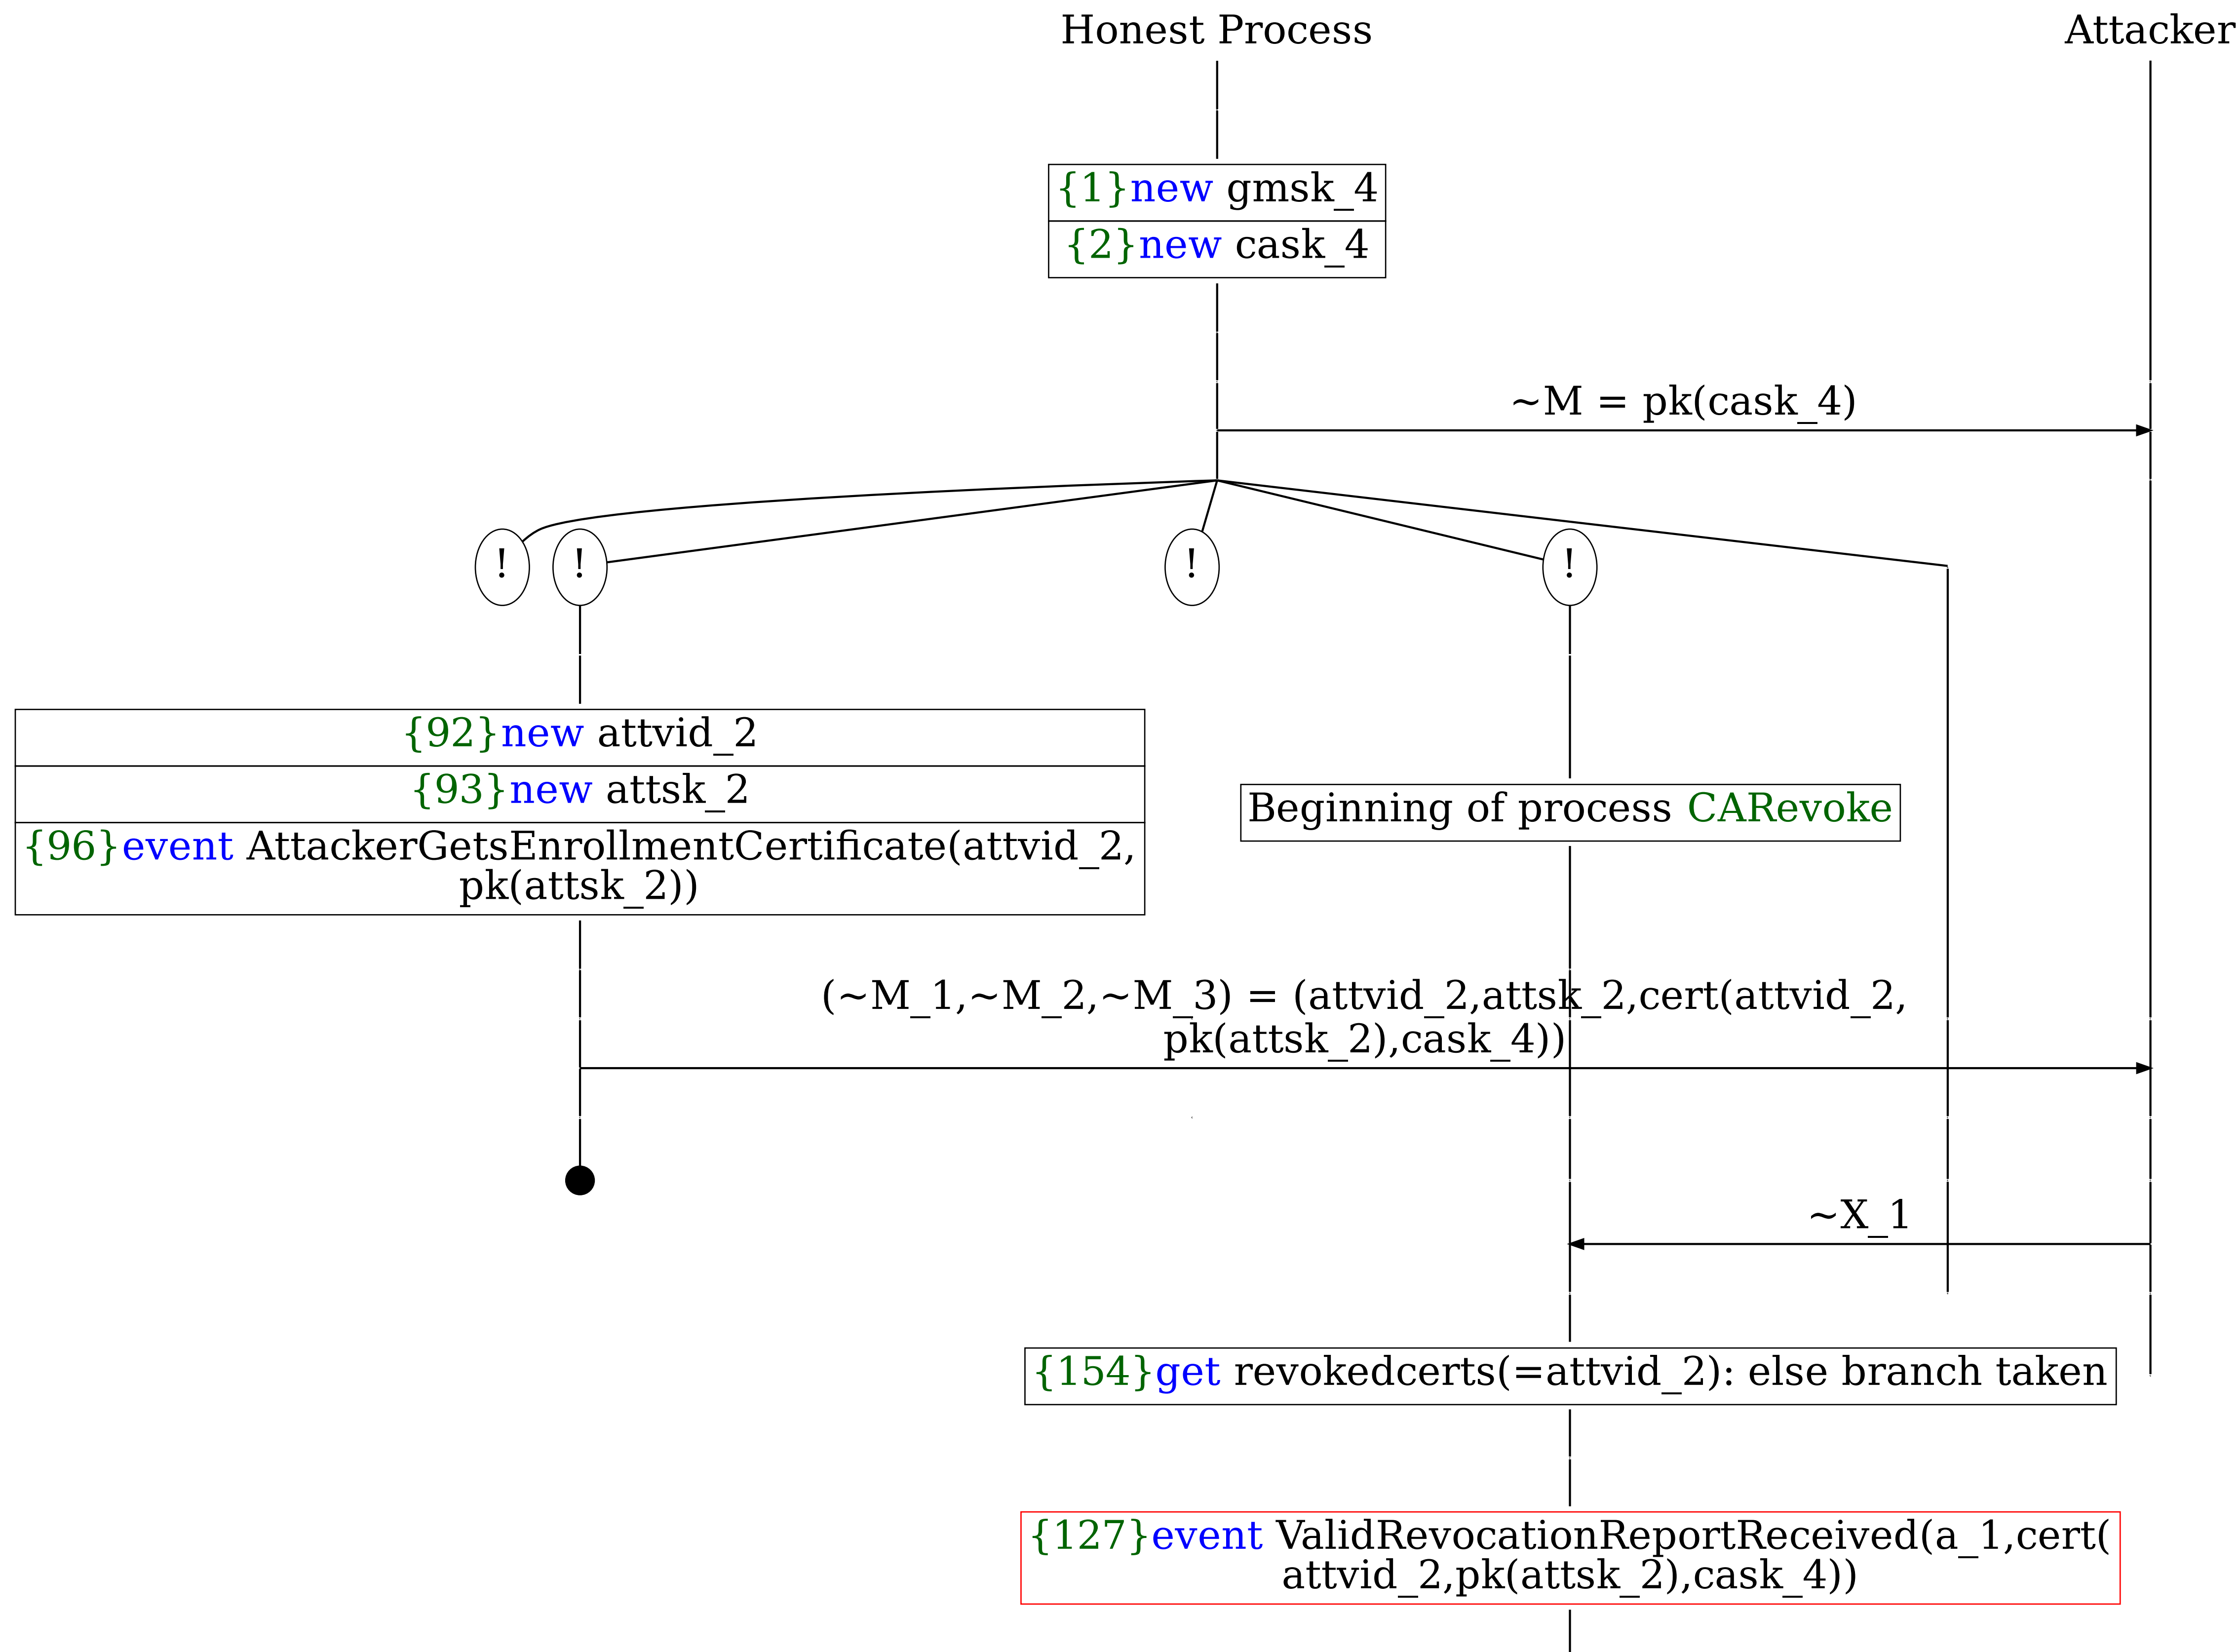 Honest Process
Attacker
{1}new gmsk_4
{2}new cask_4
~M = pk(cask_4)
!
!
!
!
{92}new attvid_2
{93}new attsk_2
{96}event AttackerGetsEnrollmentCertificate(attvid_2,
pk(attsk_2))
Beginning of process CARevoke
(~M_1,~M_2,~M_3) = (attvid_2,attsk_2,cert(attvid_2,
pk(attsk_2),cask_4))
~X_1
{154}get revokedcerts(=attvid_2): else branch taken
{127}event ValidRevocationReportReceived(a_1,cert(
attvid_2,pk(attsk_2),cask_4))